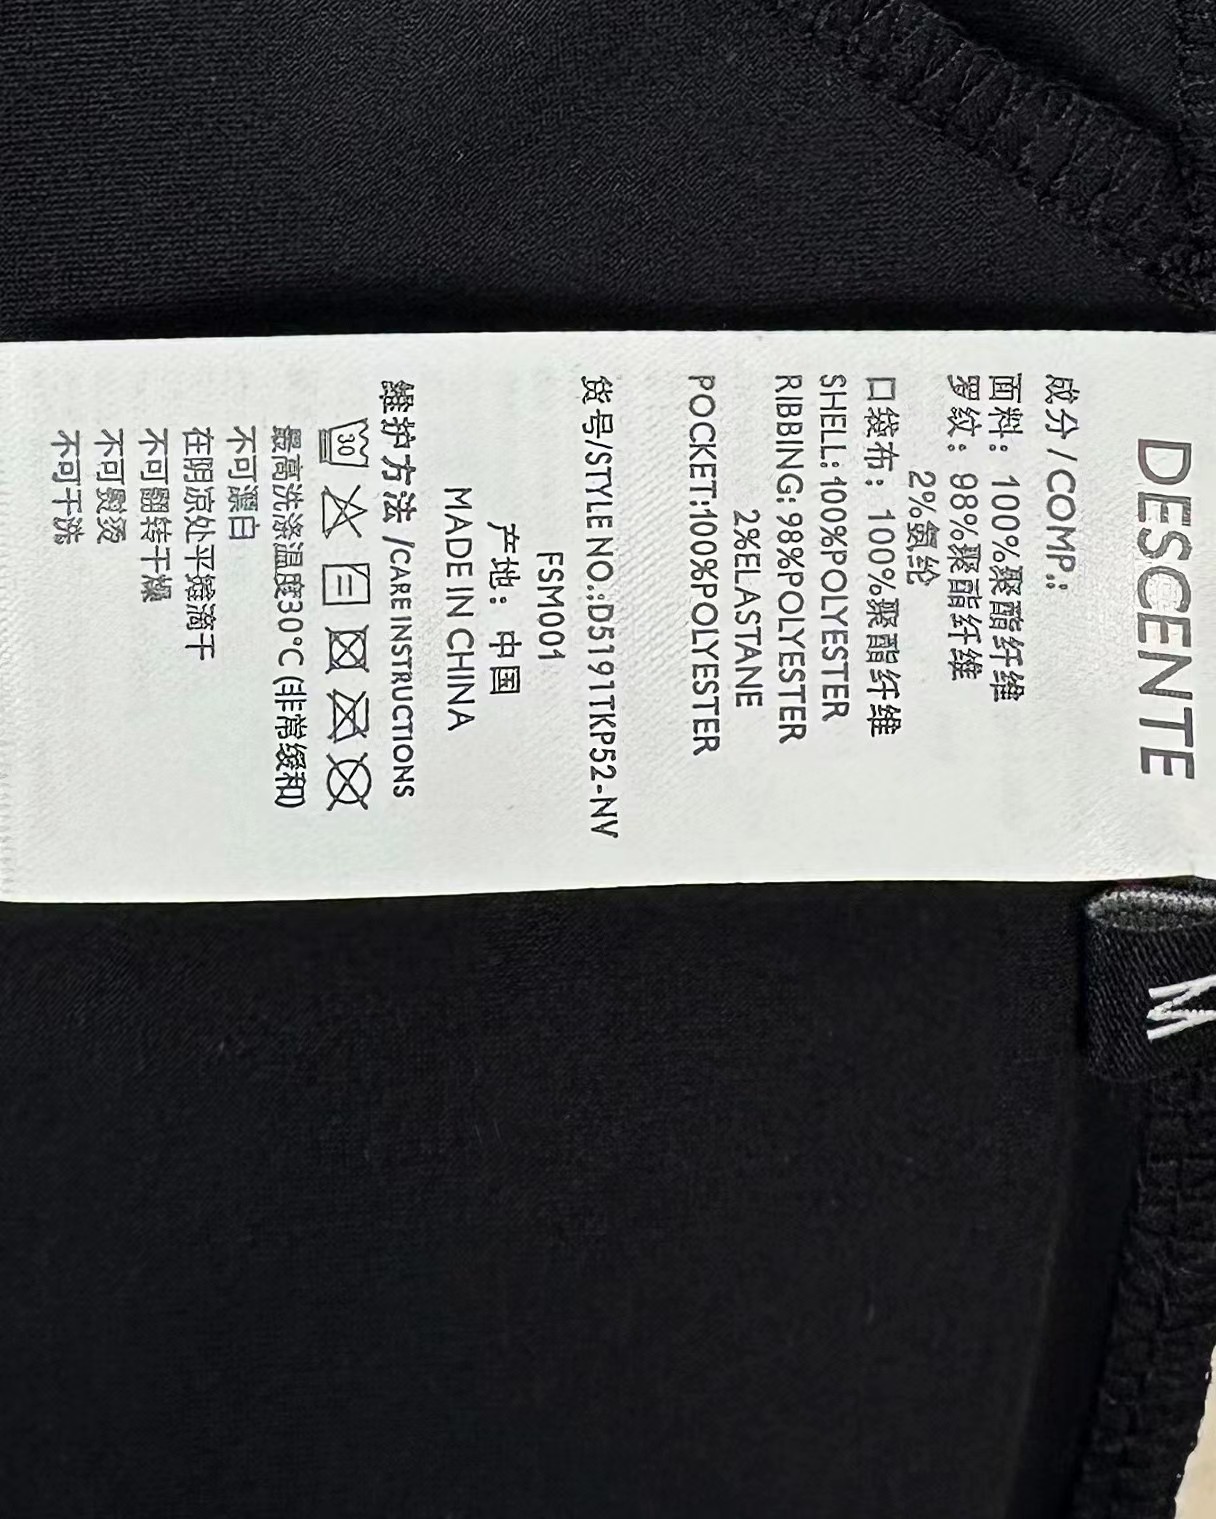 DESCENTE
成分/COMP.:
面料：100%聚酯纤维
罗纹：98%聚酯纤维
2%氨纶
口袋布：100%聚酯纤维
SHELL:100%POLYESTER
RIBBING:98%POLYESTER
2%ELASTANE
POCKET:100%POLYESTER
货号/STYLE NO.:D5191TKP52-NV
FSM001
产地：中国
MADE IN CHINA
维护方法/CARE INSTRUCTIONS
30
最高洗涤温度30°C(非常缓和)
不可漂白
在阴凉处平摊滴干
不可翻转干燥
不可熨烫
不可干洗
M